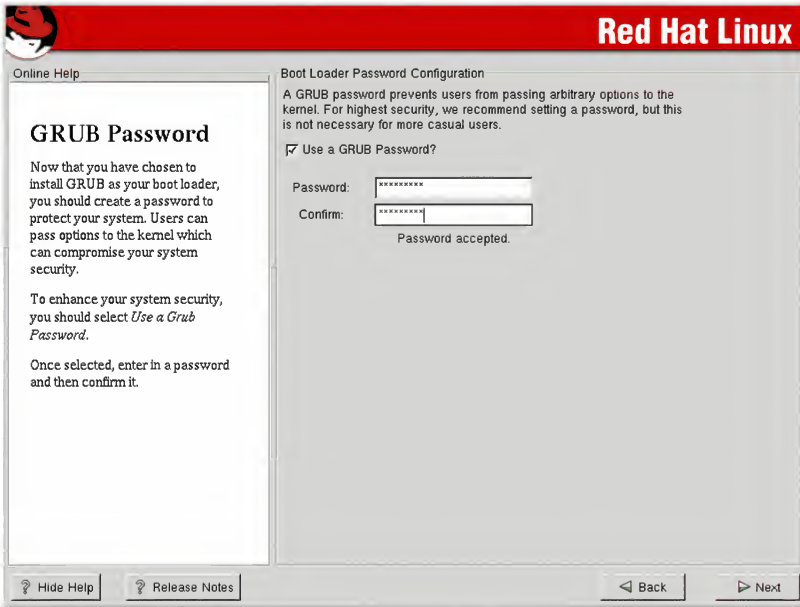 Red Hat Linux
Online Help
GRUB Password
Now that you have chosen to
install GRUB as your boot loader,
you should create a password to
protect your system. Users can
pass options to the kernel which
can compromise your system
security.
To enhance your system security,
you should select Use a Grub
Password.
Once selected, enter in a password
and then confirm it.
Boot Loader Password Configuration
A GRUB password prevents users from passing arbitrary options to the
kernel. For highest security, we recommend setting a password, but this
is not necessary for more casual users.
Use a GRUB Password?
Password: *********
Confirm: *********
Password accepted.
Hide Help
Release Notes
Back
Next